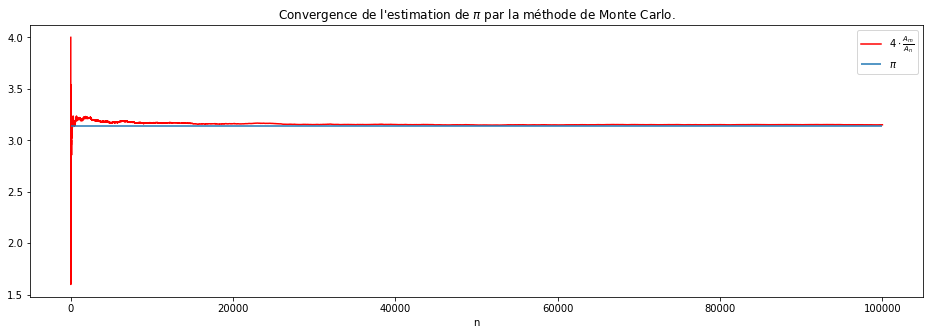 Convergence de l'estimation de π par la méthode de Monte Carlo.
4.0
3.5
3.0
2.5
2.0
1.5
4 · Aₘ/Aₙ
π
0 20000 40000 60000 80000 100000
n